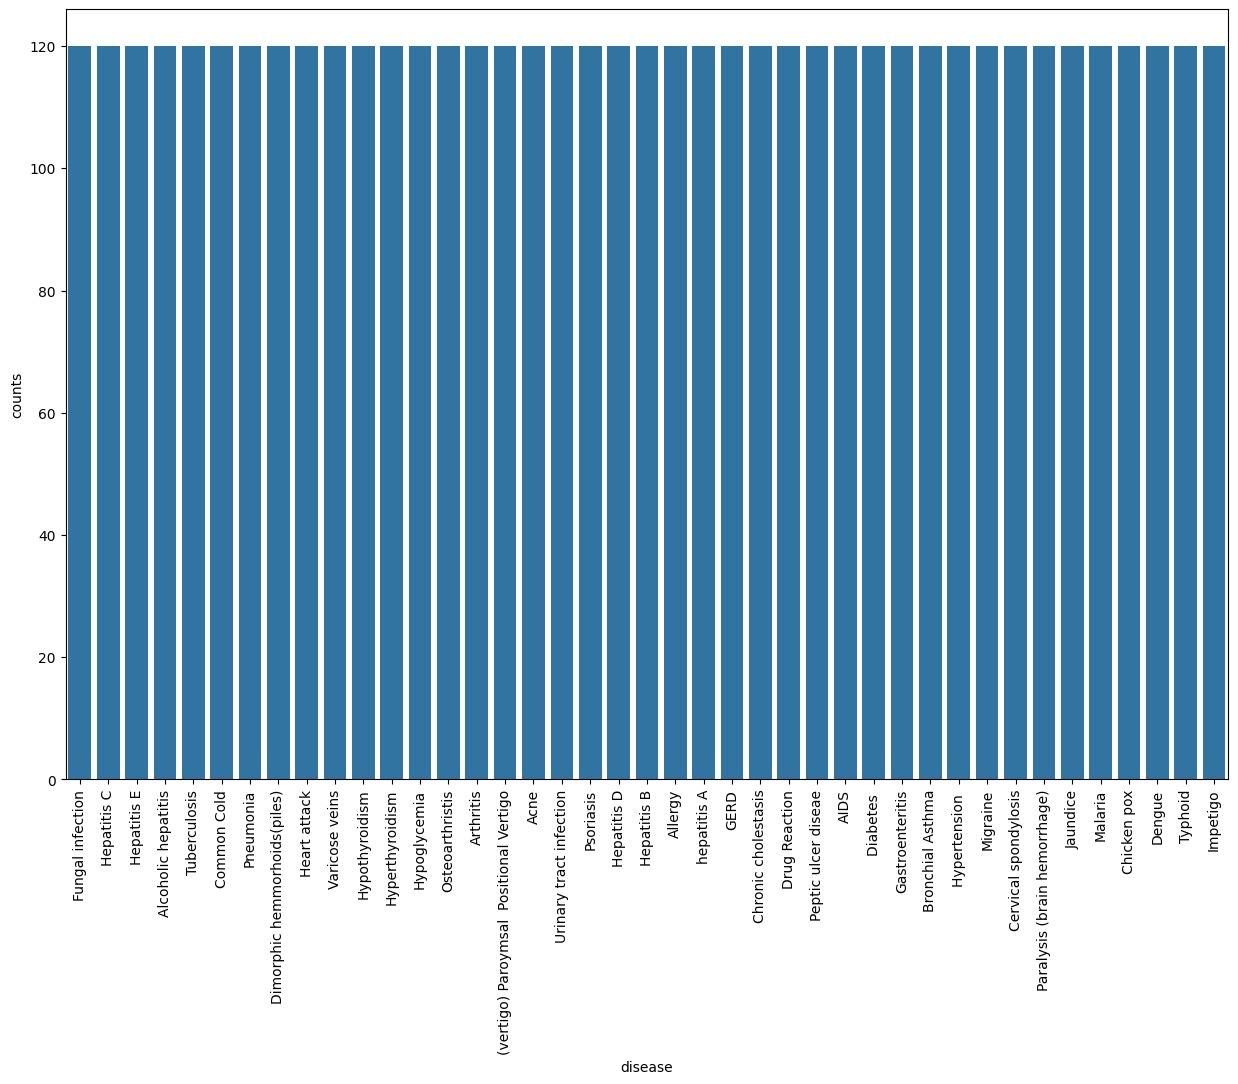 120
100
80
60
40
20
0
counts
Fungal infection
Hepatitis C
Hepatitis E
Alcoholic hepatitis
Tuberculosis
Common Cold
Pneumonia
Dimorphic hemmorhoids(piles)
Heart attack
Varicose veins
Hypothyroidism
Hyperthyroidism
Hypoglycemia
Osteoarthristis
Arthritis
(vertigo) Paroymsal  Positional Vertigo
Acne
Urinary tract infection
Psoriasis
Hepatitis D
Hepatitis B
Allergy
hepatitis A
GERD
Chronic cholestasis
Drug Reaction
Peptic ulcer diseae
AIDS
Diabetes
Gastroenteritis
Bronchial Asthma
Hypertension
Migraine
Cervical spondylosis
Paralysis (brain hemorrhage)
Jaundice
Malaria
Chicken pox
Dengue
Typhoid
Impetigo
disease